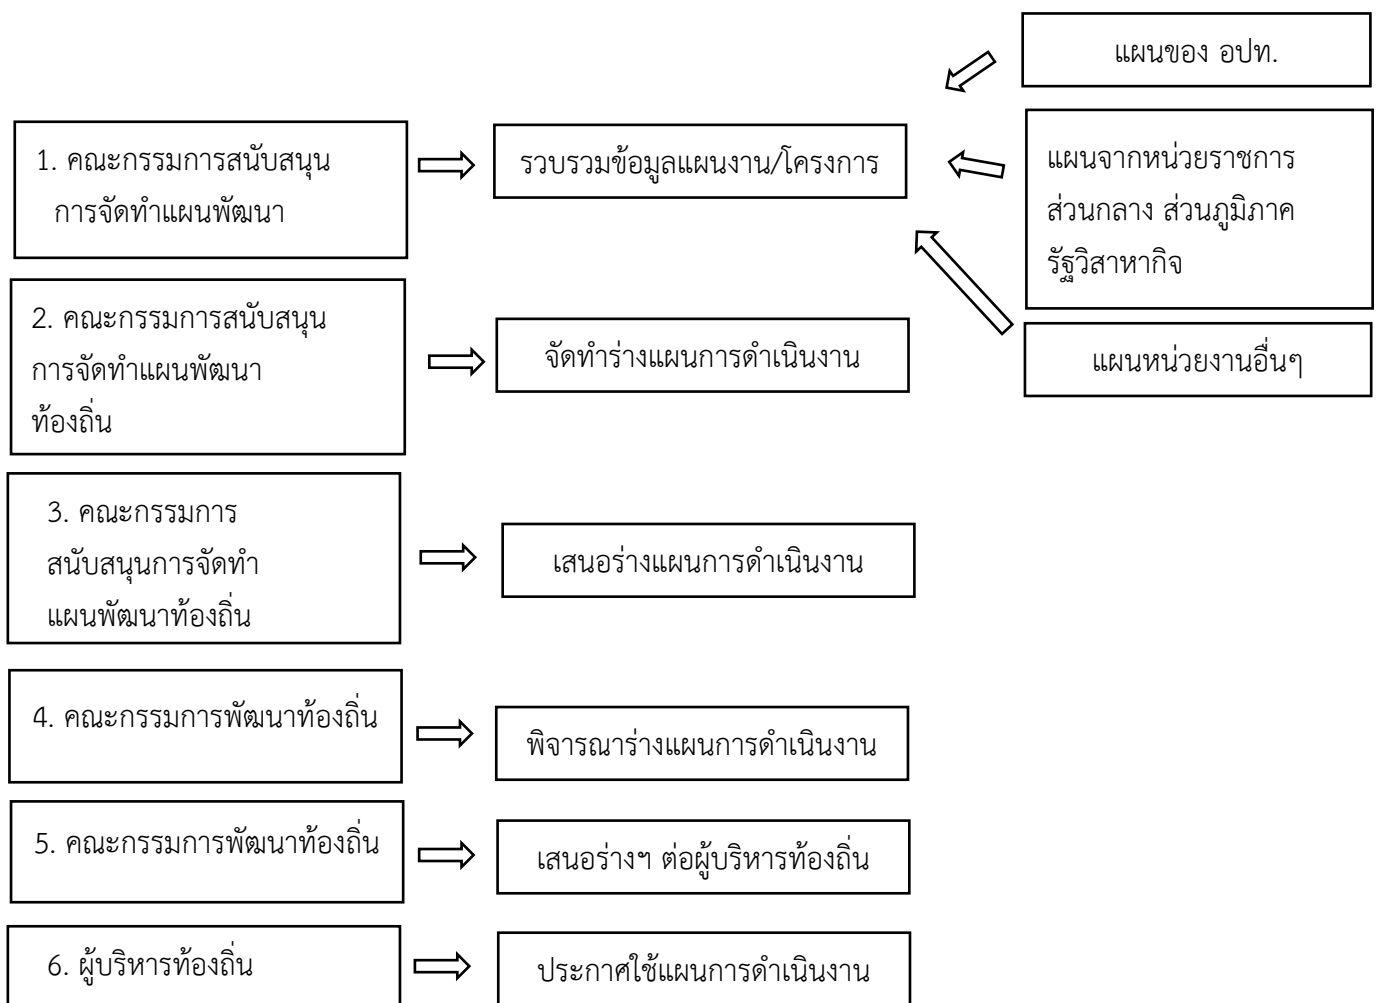 แผนของ อปท.
1. คณะกรรมการสนับสนุน
การจัดทำแผนพัฒนา
รวบรวมข้อมูลแผนงาน/โครงการ
แผนจากหน่วยราชการ
ส่วนกลาง ส่วนภูมิภาค
รัฐวิสาหากิจ
2. คณะกรรมการสนับสนุน
การจัดทำแผนพัฒนา
ท้องถิ่น
จัดทำร่างแผนการดำเนินงาน
แผนหน่วยงานอื่นๆ
3. คณะกรรมการ
สนับสนุนการจัดทำ
แผนพัฒนาท้องถิ่น
เสนอร่างแผนการดำเนินงาน
4. คณะกรรมการพัฒนาท้องถิ่น
พิจารณาร่างแผนการดำเนินงาน
5. คณะกรรมการพัฒนาท้องถิ่น
เสนอร่างฯ ต่อผู้บริหารท้องถิ่น
6. ผู้บริหารท้องถิ่น
ประกาศใช้แผนการดำเนินงาน